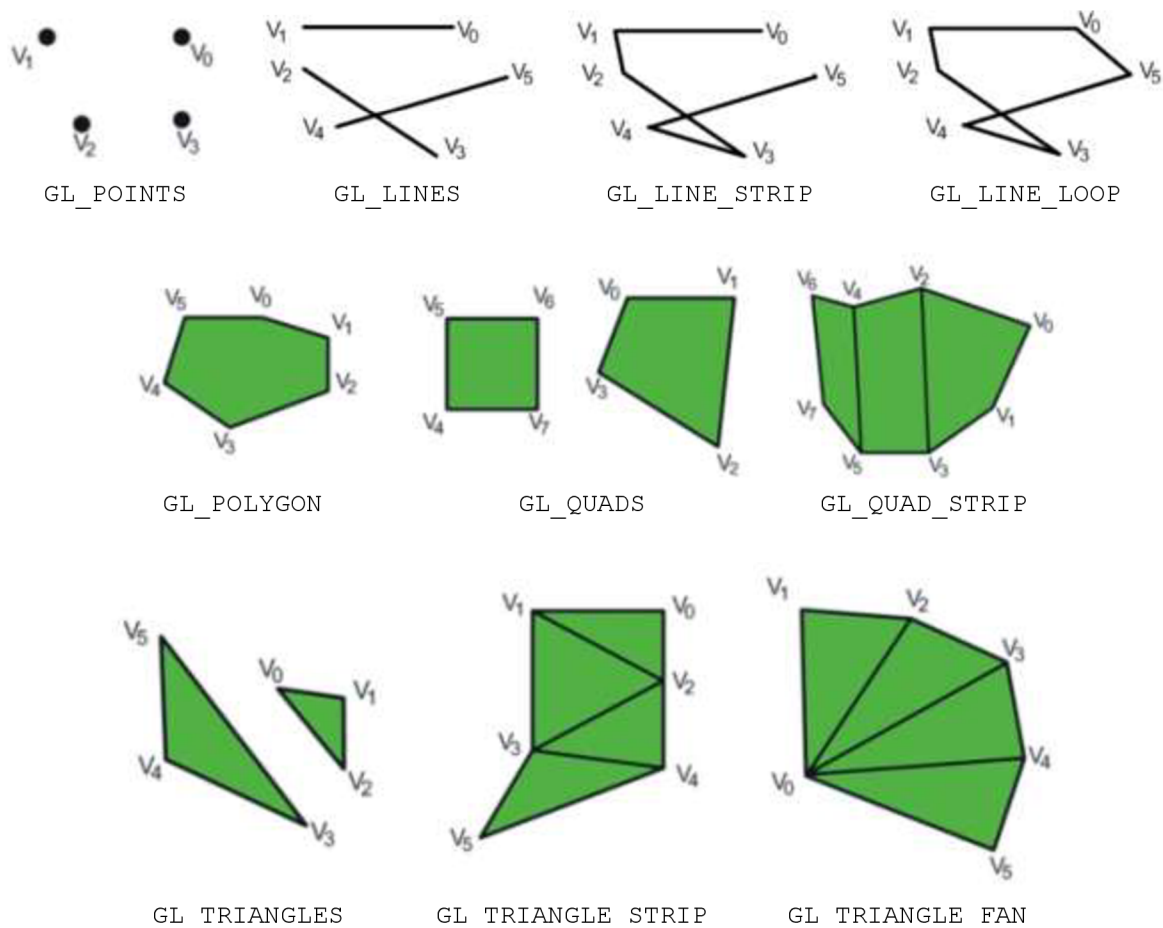 V1 V0
V2 V3
GL_POINTS
V1 V0
V2 V5
V4 V3
GL_LINES
V1 V0
V2 V5
V4 V3
GL_LINE_STRIP
V1 V0
V2 V5
V4 V3
GL_LINE_LOOP
V5 V0 V1
V4 V2
V3
GL_POLYGON
V5 V6
V4 V7
V0 V1
V3 V2
GL_QUADS
V6 V4 V2 V0
V7 V5 V3 V1
GL_QUAD_STRIP
V5 V0 V1
V4 V2
V3
GL TRIANGLES
V1 V0
V2
V3 V4
V5
GL TRIANGLE STRIP
V1 V2 V3
V0 V4
V5
GL TRIANGLE FAN